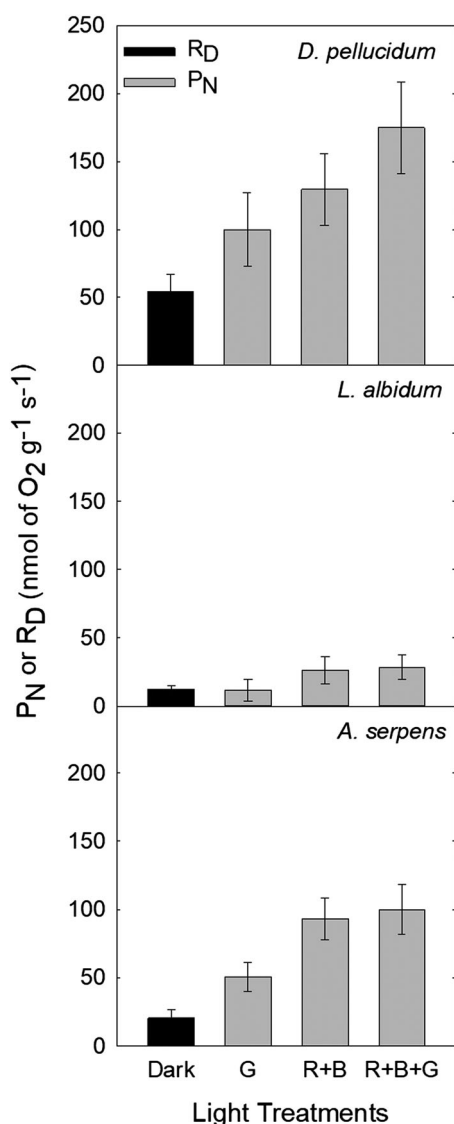 250
R_D
D. pellucidum
P_N
200
150
100
50
0
L. albidum
200
150
100
50
0
A. serpens
200
150
100
50
0
P_N or R_D (nmol of O₂ g-1 s-1)
Dark G R+B R+B+G
Light Treatments